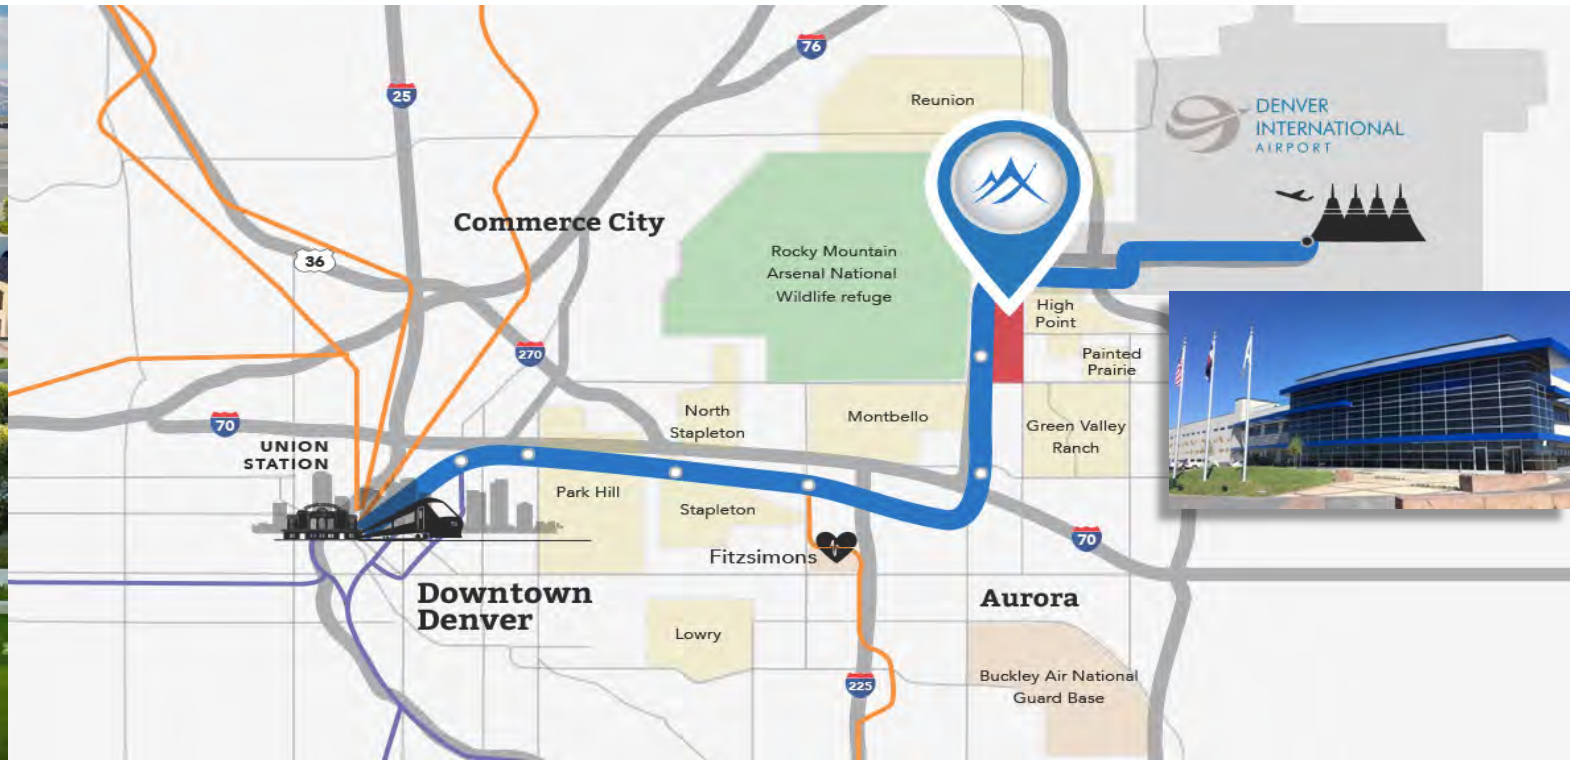 76
25
Reunion
DENVER
INTERNATIONAL
AIRPORT
Commerce City
36
Rocky Mountain
Arsenal National
Wildlife refuge
High
Point
270
Painted
Prairie
70
North
Stapleton
Montbello
Green Valley
Ranch
UNION
STATION
Park Hill
Stapleton
Fitzsimons
70
Downtown
Denver
Aurora
Lowry
Buckley Air National
Guard Base
225